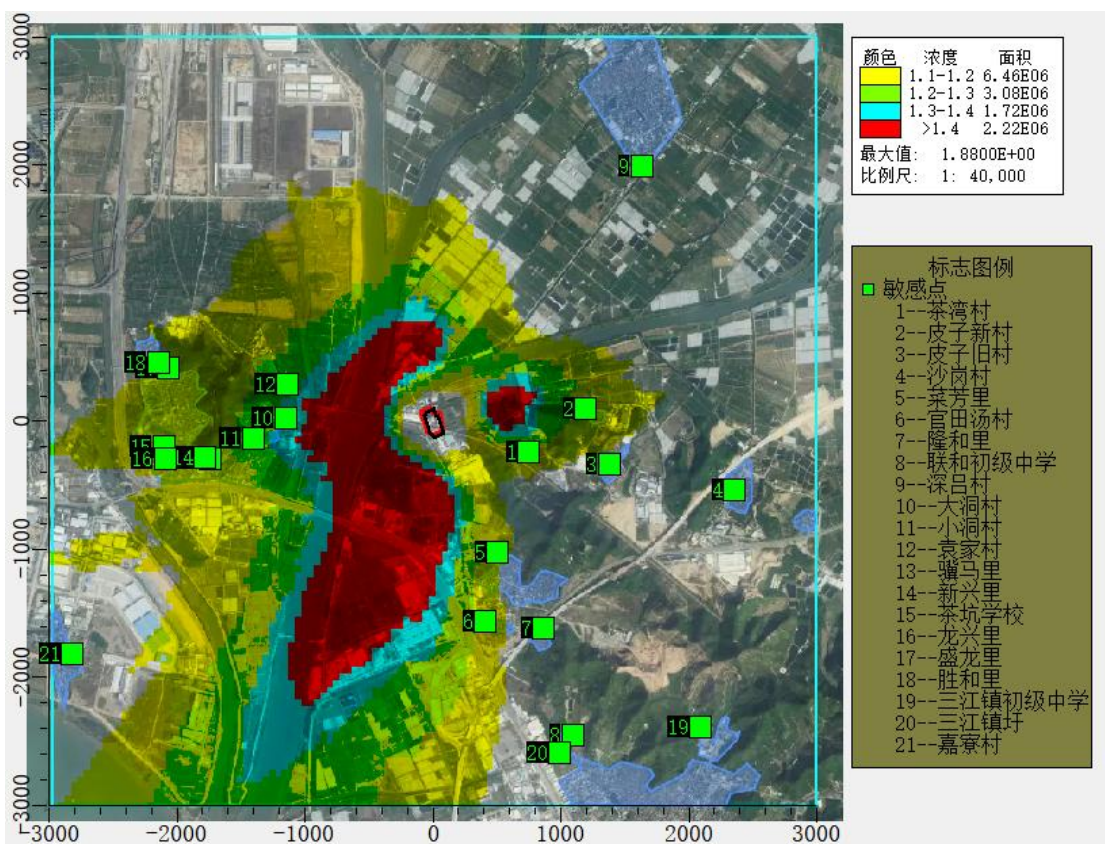 颜色 浓度 面积
1.1-1.2 6.46E06
1.2-1.3 3.08E06
1.3-1.4 1.72E06
>1.4 2.22E06
最大值: 1.8800E+00
比例尺: 1: 40,000
标志图例
敏感点
1--茶湾村
2--皮子新村
3--皮子旧村
4--沙岗村
5--菜芳里
6--官田汤村
7--隆和里
8--联和初级中学
9--深吕村
10--大洞村
11--小洞村
12--袁家村
13--骥马里
14--新兴里
15--茶坑学校
16--龙兴里
17--盛龙里
18--胜和里
19--三江镇初级中学
20--三江镇圩
21--嘉寮村
3000
2000
1000
0
-1000
-2000
-3000
-3000 -2000 -1000 0 1000 2000 3000
9
18
12
10
2
11
15
16
14
1
3
4
5
6
7
21
19
8
20